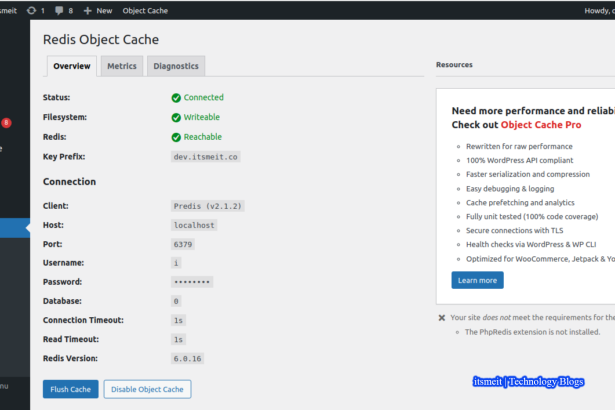 smeit 1 8 + New Object Cache Howdy,
Redis Object Cache
Overview Metrics Diagnostics
Resources
Status: Connected
Filesystem: Writeable
Redis: Reachable
Key Prefix: dev.itsmeit.co
Connection
Client: Predis (v2.1.2)
Host: localhost
Port: 6379
Username: i
Password: ••••••••
Database: 0
Connection Timeout: 1s
Read Timeout: 1s
Redis Version: 6.0.16
Flush Cache Disable Object Cache
8
e
nu
Need more performance and reliabi
Check out Object Cache Pro
Rewritten for raw performance
100% WordPress API compliant
Faster serialization and compression
Easy debugging & logging
Cache prefetching and analytics
Fully unit tested (100% code coverage)
Secure connections with TLS
Health checks via WordPress & WP CLI
Optimized for WooCommerce, Jetpack & Yo
Learn more
Your site does not meet the requirements for the
The PhpRedis extension is not installed.
itsmeit | Technology Blogs